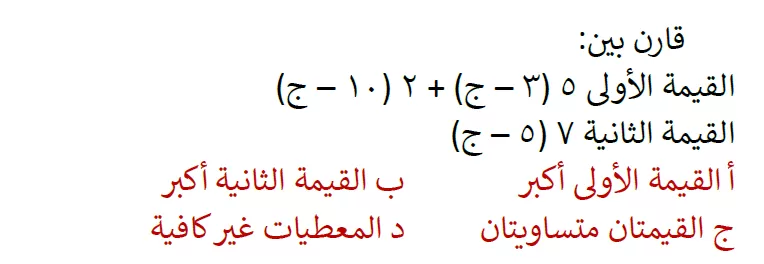 قارن بين:
القيمة الأولى ٥ (٣ – ج) + ٢ (١٠ – ج)
القيمة الثانية ٧ (٥ – ج)
أ القيمة الأولى أكبر ب القيمة الثانية أكبر
ج القيمتان متساويتان د المعطيات غير كافية